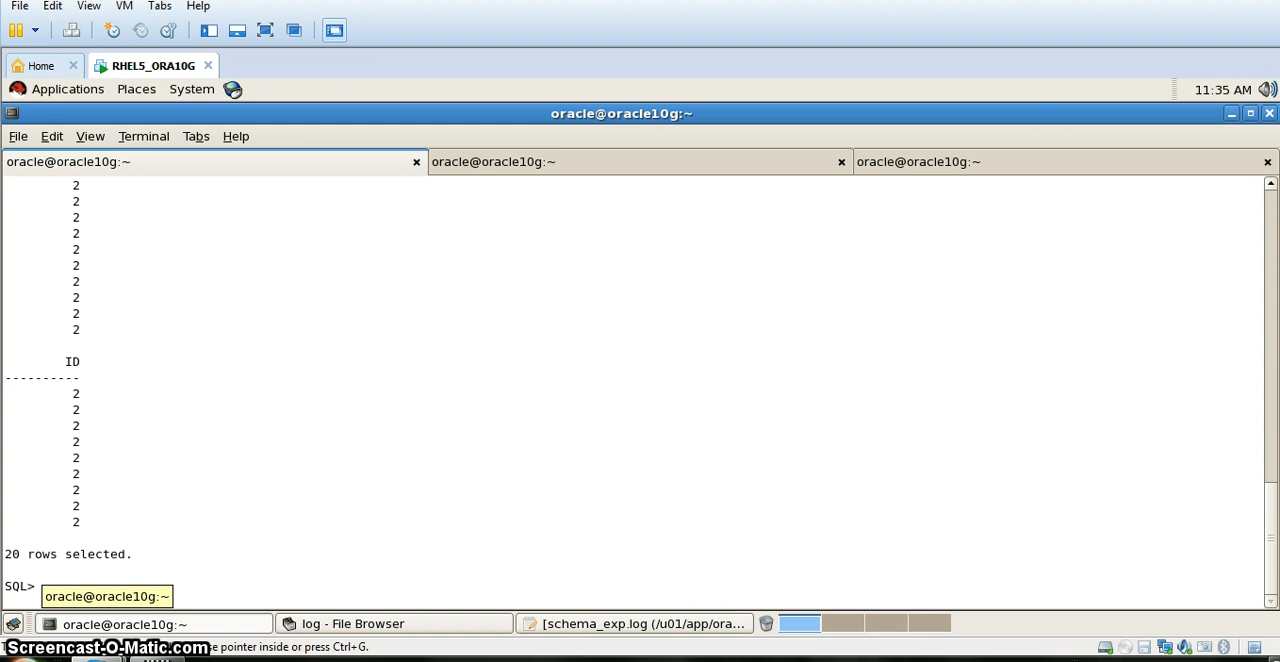 File Edit View VM Tabs Help
Home
RHEL5_ORA10G
Applications Places System
11:35 AM
oracle@oracle10g:~
File Edit View Terminal Tabs Help
oracle@oracle10g:~
oracle@oracle10g:~
oracle@oracle10g:~
2
2
2
2
2
2
2
2
2
2
ID
----------
2
2
2
2
2
2
2
2
2
20 rows selected.
SQL>
oracle@oracle10g:~
oracle@oracle10g:~
log - File Browser
[schema_exp.log (/u01/app/ora...
Screencast-O-Matic.com
pointer inside or press Ctrl+G.